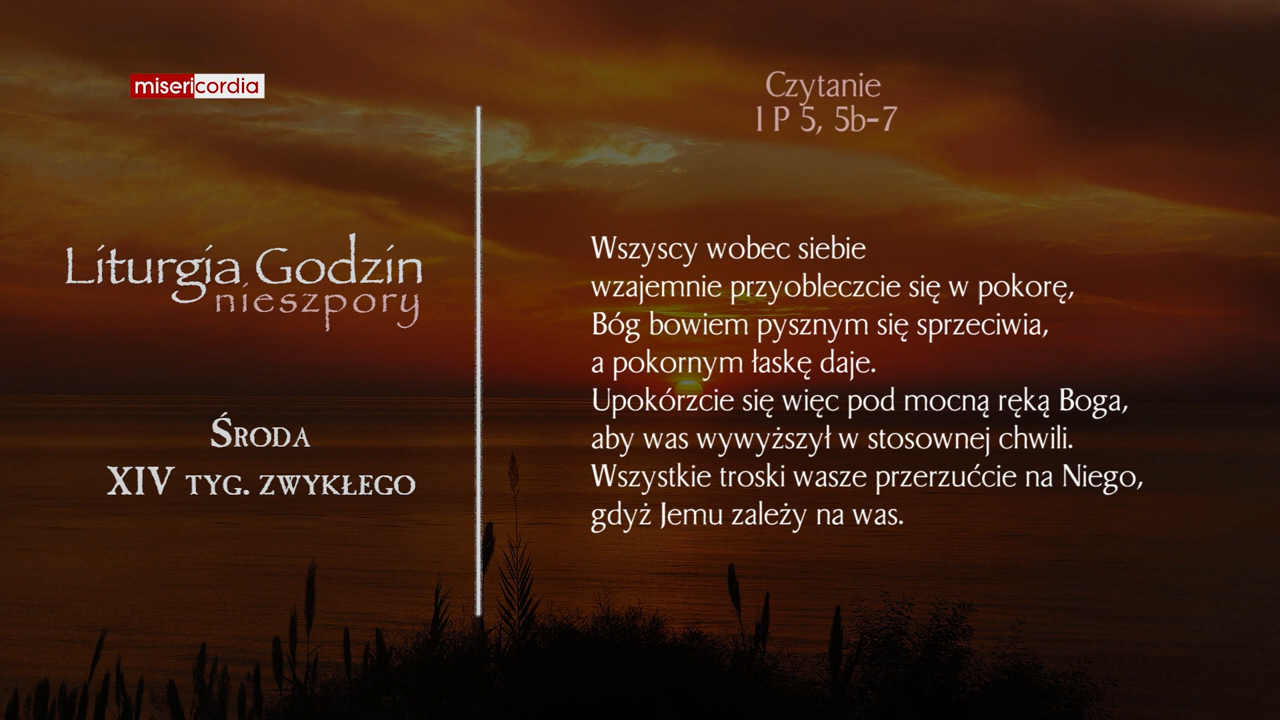 misericordia
Liturgia Godzin
nieszpory
Środa
XIV tyg. zwykłego
Czytanie
1 P 5, 5b-7
Wszyscy wobec siebie
wzajemnie przyobleczcie się w pokorę,
Bóg bowiem pysznym się sprzeciwia,
a pokornym łaskę daje.
Upokórzcie się więc pod mocną ręką Boga,
aby was wywyższył w stosownej chwili.
Wszystkie troski wasze przerzućcie na Niego,
gdyż Jemu zależy na was.